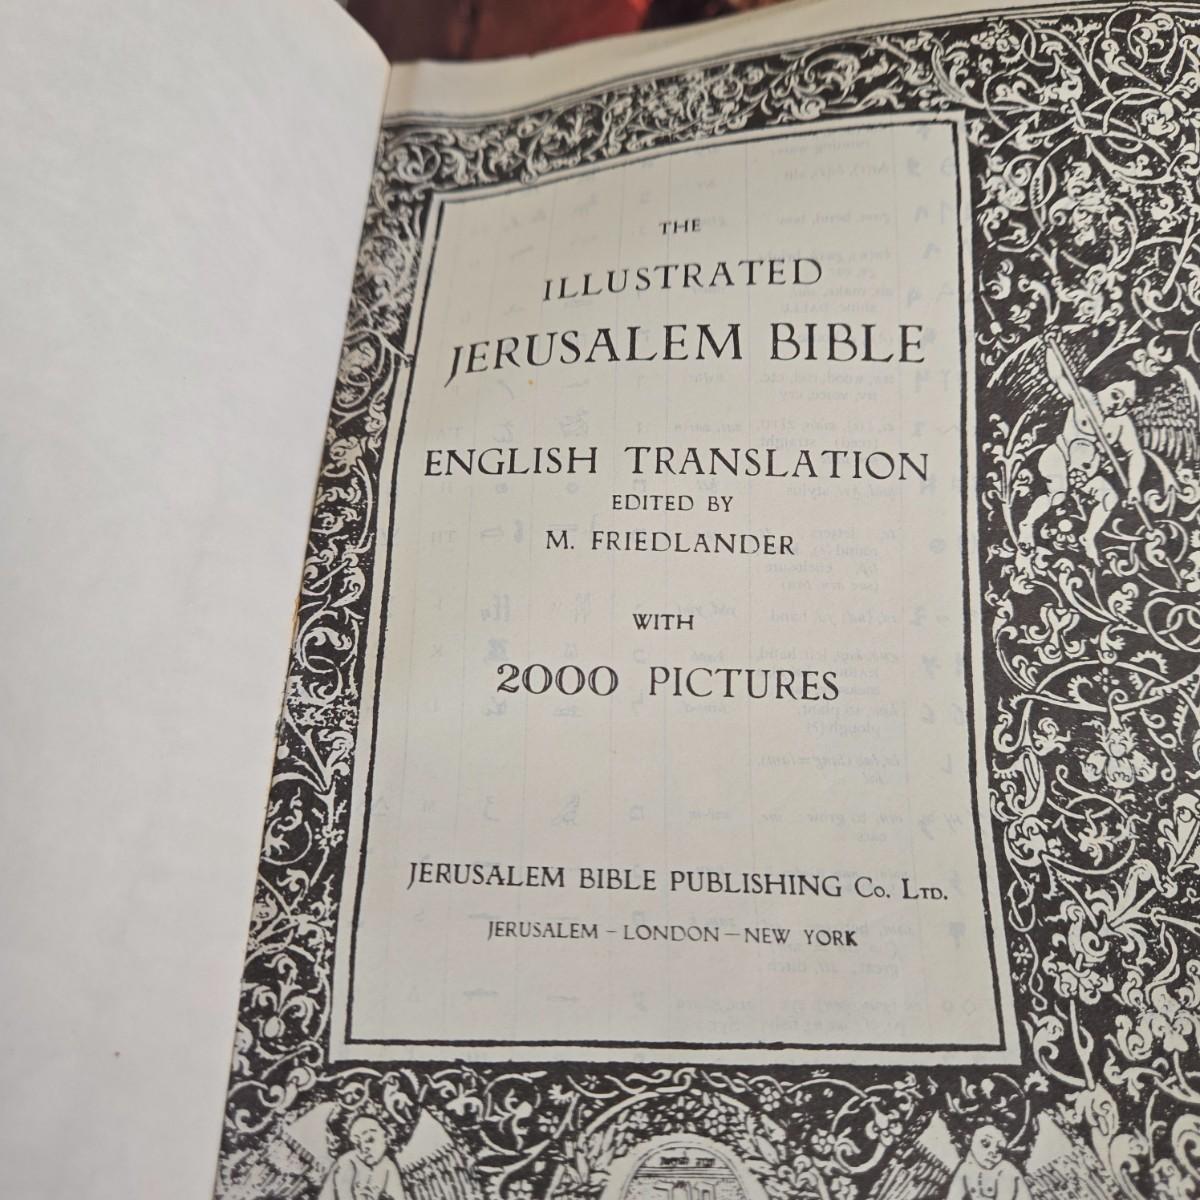 THE
ILLUSTRATED
JERUSALEM BIBLE
ENGLISH TRANSLATION
EDITED BY
M. FRIEDLANDER
WITH
2000 PICTURES
JERUSALEM BIBLE PUBLISHING Co. LTD.
JERUSALEM – LONDON – NEW YORK